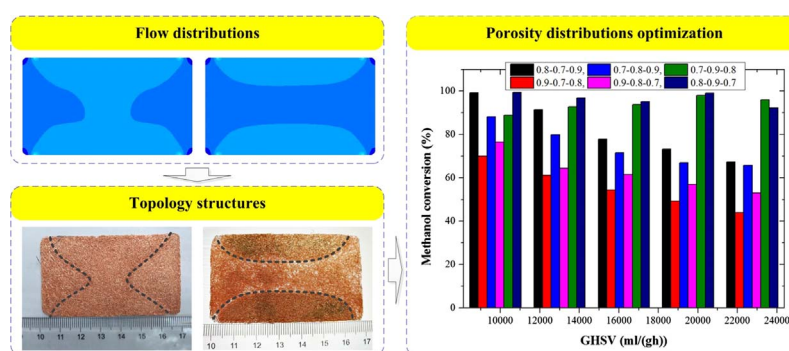 Flow distributions
Topology structures
10 11 12 13 14 15 16 17
10 11 12 13 14 15 16 17
Porosity distributions optimization
0.8-0.7-0.9, 0.7-0.8-0.9, 0.7-0.9-0.8
0.9-0.7-0.8, 0.9-0.8-0.7, 0.8-0.9-0.7
Methanol conversion (%)
100
80
60
40
20
0
10000 12000 14000 16000 18000 20000 22000 24000
GHSV (ml/(gh))